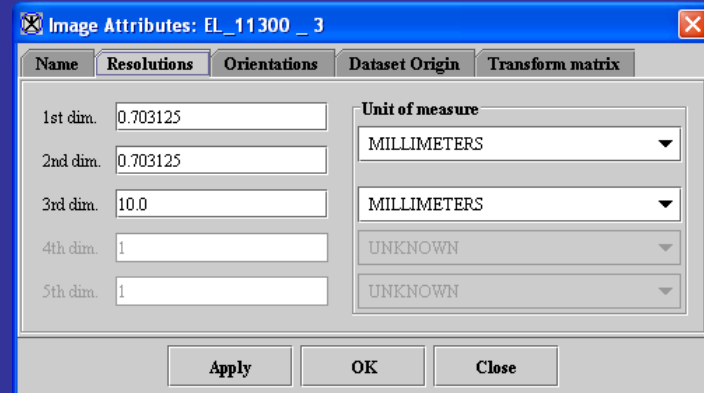 Image Attributes: EL_11300 _ 3
Name Resolutions Orientations Dataset Origin Transform matrix
Unit of measure
1st dim. 0.703125 MILLIMETERS
2nd dim. 0.703125
3rd dim. 10.0 MILLIMETERS
4th dim. 1 UNKNOWN
5th dim. 1 UNKNOWN
Apply OK Close